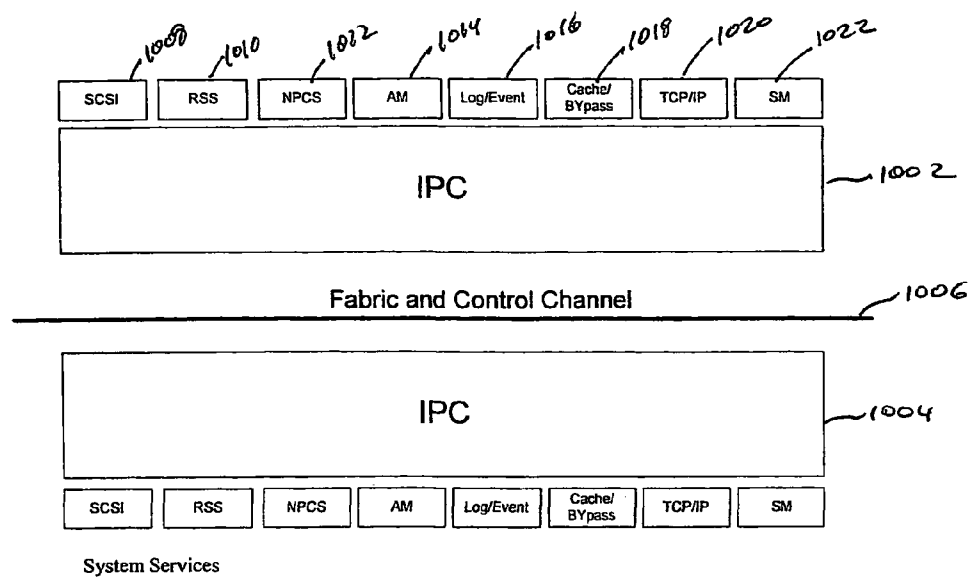 1008 1010 1012 1014 1016 1018 1020 1022
SCSI RSS NPCS AM Log/Event Cache/BYpass TCP/IP SM
IPC
1002
Fabric and Control Channel
1006
IPC
1004
SCSI RSS NPCS AM Log/Event Cache/BYpass TCP/IP SM
System Services